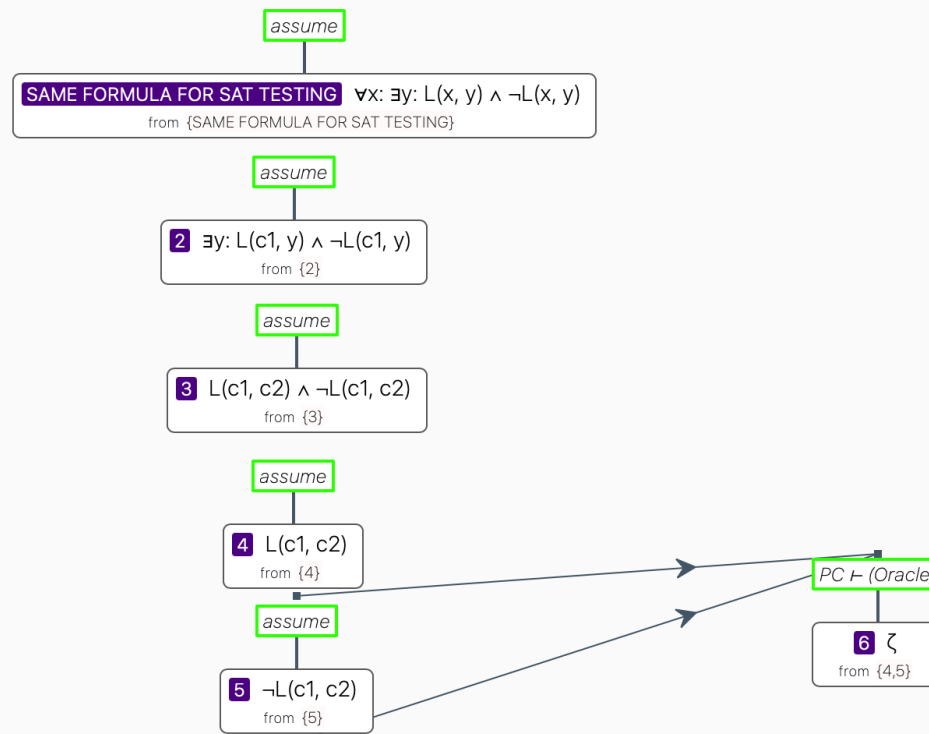 assume
SAME FORMULA FOR SAT TESTING ∀x: ∃y: L(x, y) ∧ ¬L(x, y)
from {SAME FORMULA FOR SAT TESTING}
assume
2 ∃y: L(c1, y) ∧ ¬L(c1, y)
from {2}
assume
3 L(c1, c2) ∧ ¬L(c1, c2)
from {3}
assume
4 L(c1, c2)
from {4}
PC ⊢ (Oracle
assume
6 ζ
from {4,5}
5 ¬L(c1, c2)
from {5}